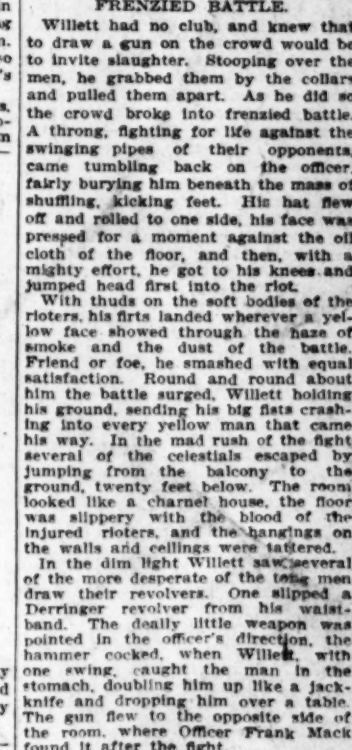 FRENZIED BATTLE.
Willett had no club, and knew that
to draw a gun on the crowd would be
to invite slaughter. Stooping over the
men, he grabbed them by the collars
and pulled them apart. As he did so
the crowd broke into frenzied battle.
A throng, fighting for life against the
swinging pipes of their opponents,
came tumbling back on the officer,
fairly burying him beneath the mass of
shuffling, kicking feet. His hat flew
off and rolled to one side, his face was
pressed for a moment against the oil
cloth of the floor, and then, with a
mighty effort, he got to his knees and
jumped head first into the riot.
With thuds on the soft bodies of the
rioters, his firts landed wherever a yel-
low face showed through the haze of
smoke and the dust of the battle.
Friend or foe, he smashed with equal
satisfaction. Round and round about
him the battle surged, Willett holding
his ground, sending his big fists crash-
ing into every yellow man that came
his way. In the mad rush of the fight
several of the celestials escaped by
jumping from the balcony to the
ground, twenty feet below. The room
looked like a charnel house, the floor
was slippery with the blood of the
injured rioters, and the hangings on
the walls and ceilings were tattered.
In the dim light Willett saw several
of the more desperate of the tong men
draw their revolvers. One slipped a
Derringer revolver from his waist-
band. The deally little weapon was
pointed in the officer's direction, the
hammer cocked, when Willett, with
one swing, caught the man in the
stomach, doubling him up like a jack-
knife and dropping him over a table.
The gun flew to the opposite side of
the room, where Officer Frank Mack
found it after the fight